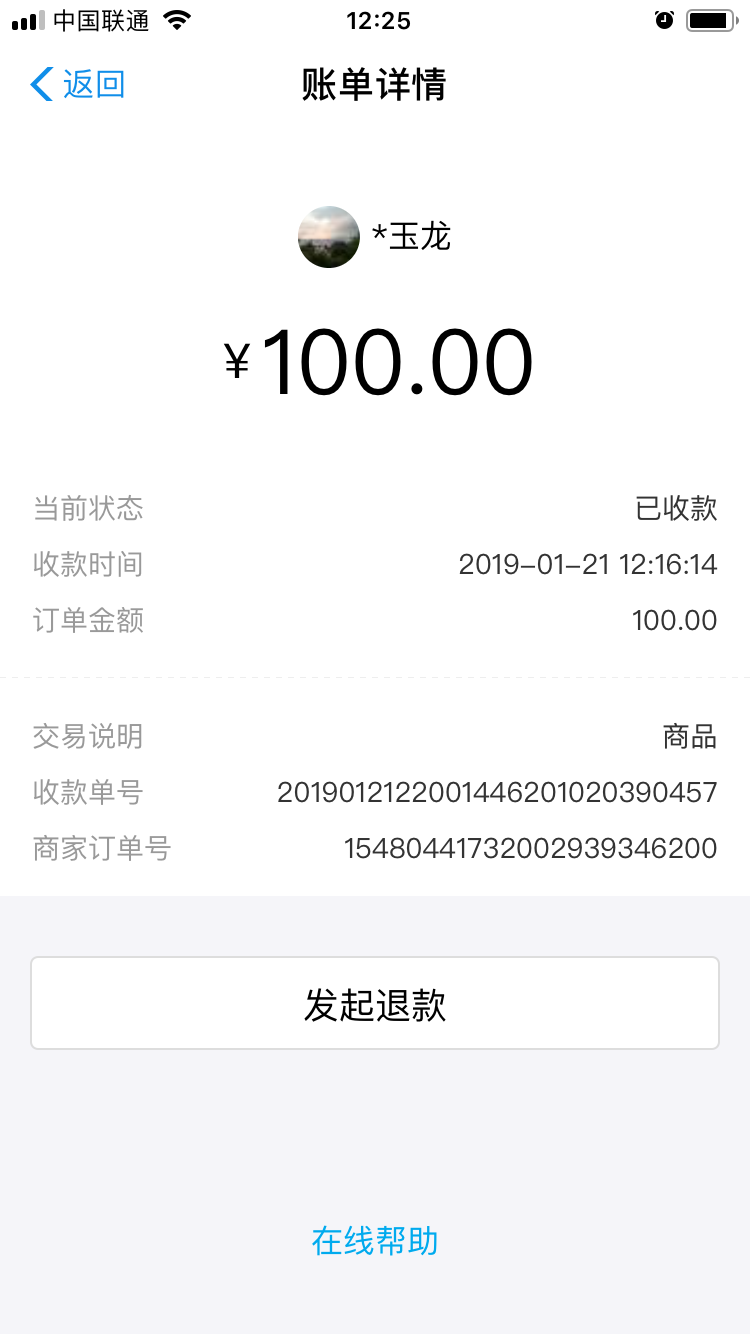 中国联通 12:25
返回 账单详情
*玉龙
¥100.00
当前状态 已收款
收款时间 2019-01-21 12:16:14
订单金额 100.00
交易说明 商品
收款单号 2019012122001446201020390457
商家订单号 15480441732002939346200
发起退款
在线帮助